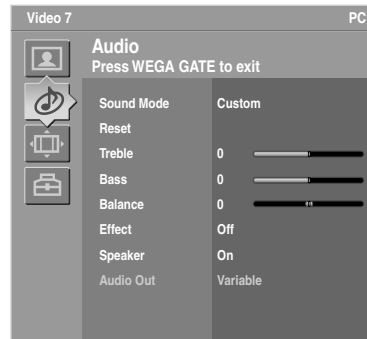 Video 7 PC
Audio
Press WEGA GATE to exit
Sound Mode Custom
Reset
Treble 0
Bass 0
Balance 0
Effect Off
Speaker On
Audio Out Variable